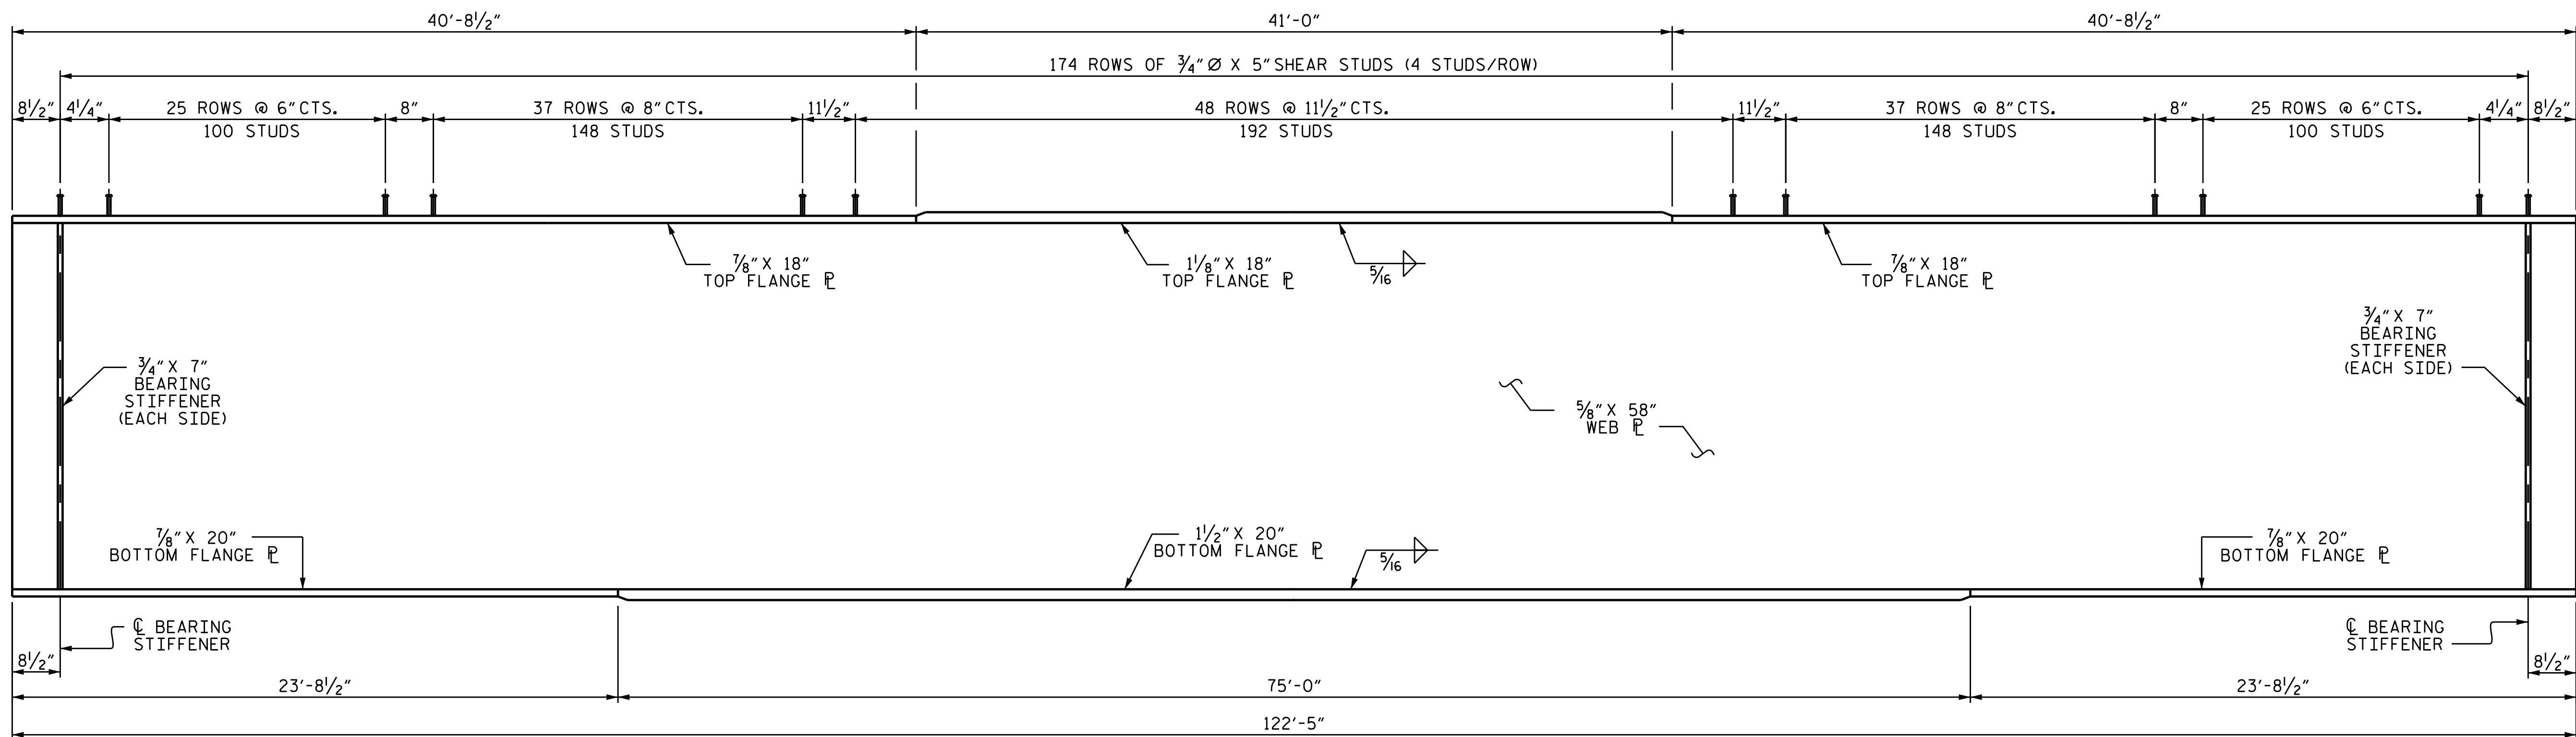 40'-8½" 41'-0" 40'-8½"
174 ROWS OF ¾" Ø X 5" SHEAR STUDS (4 STUDS/ROW)
8½" 4¼" 25 ROWS @ 6" CTS. 8" 37 ROWS @ 8" CTS. 11½" 48 ROWS @ 11½" CTS. 11½" 37 ROWS @ 8" CTS. 8" 25 ROWS @ 6" CTS. 4¼" 8½"
100 STUDS 148 STUDS 192 STUDS 148 STUDS 100 STUDS
⅞" X 18"
TOP FLANGE ℄
1⅛" X 18"
TOP FLANGE PL
5/16
⅞" X 18"
TOP FLANGE PL
¾" X 7"
BEARING
STIFFENER
(EACH SIDE)
¾" X 7"
BEARING
STIFFENER
(EACH SIDE)
⅝" X 58"
WEB PL
⅞" X 20"
BOTTOM FLANGE PL
1½" X 20"
BOTTOM FLANGE PL
5/16
⅞" X 20"
BOTTOM FLANGE PL
℄ BEARING
STIFFENER
℄ BEARING
STIFFENER
8½" 8½"
23'-8½" 75'-0" 23'-8½"
122'-5"